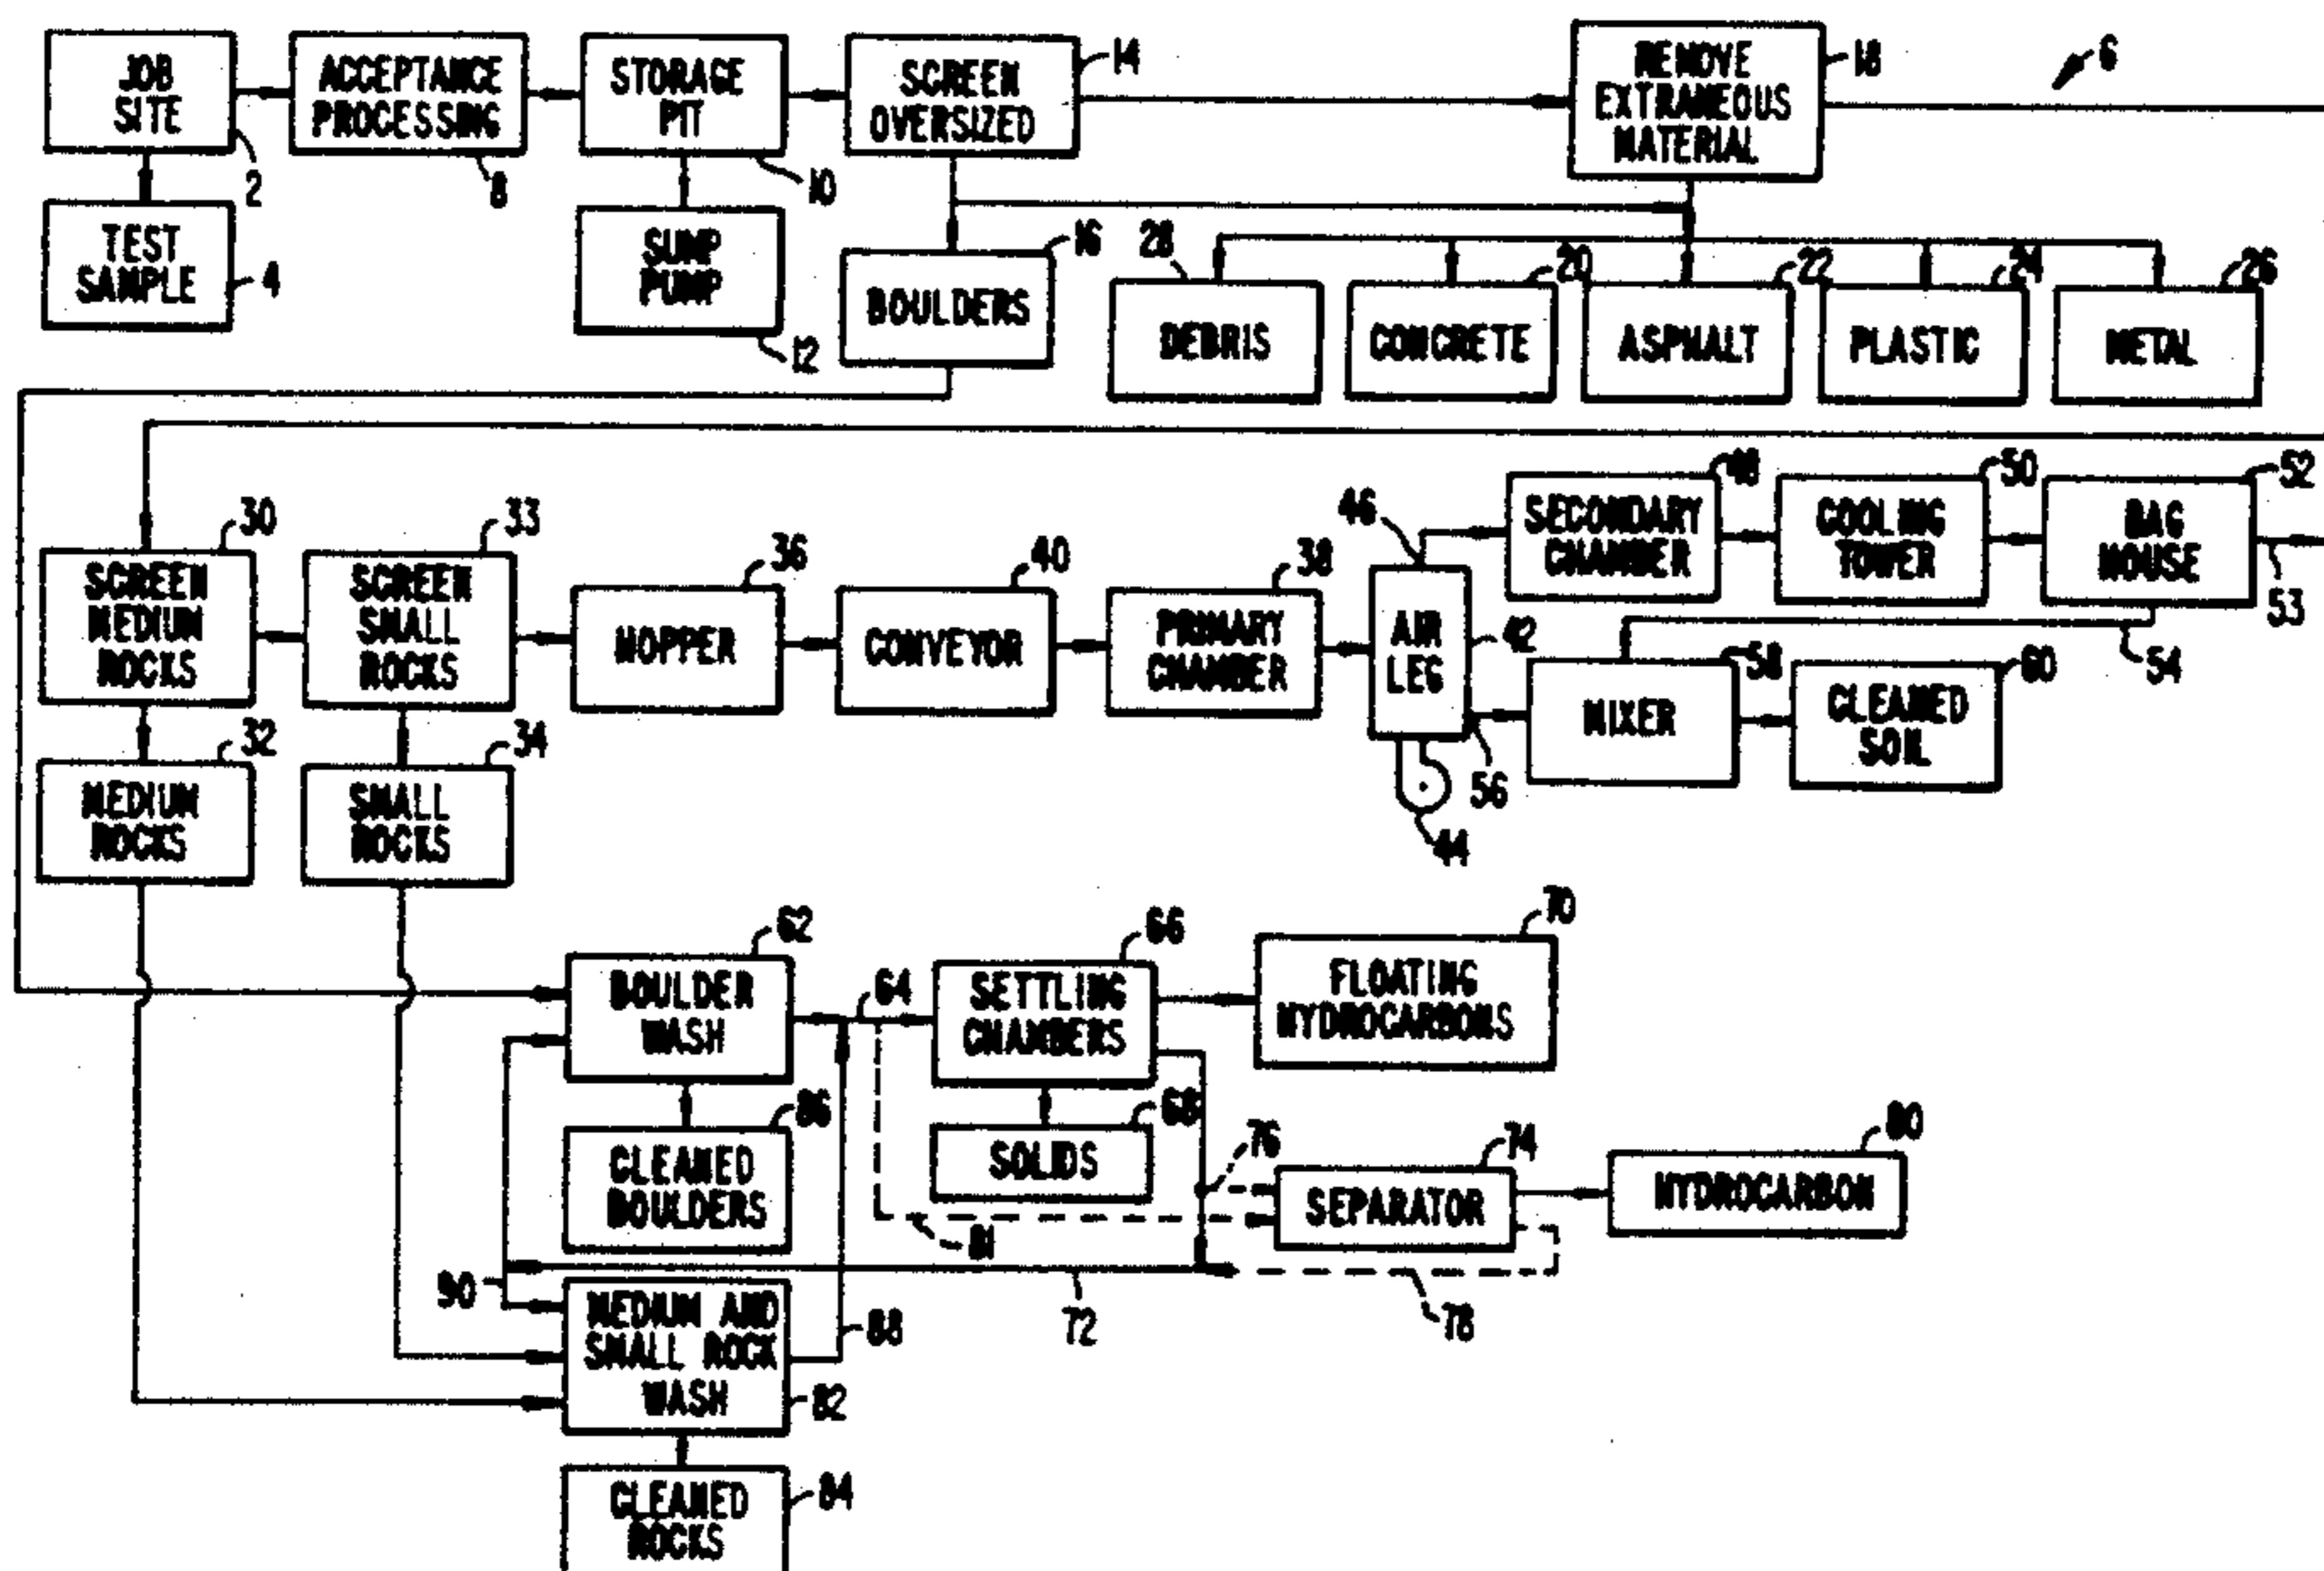 JOB
SITE
2
ACCEPTANCE
PROCESSING
8
STORAGE
PIT
10
SCREEN
OVERSIZED
14
REMOVE
EXTRANEOUS
MATERIAL
18
6
TEST
SAMPLE
4
SUMP
PUMP
12
BOULDERS
16
DEBRIS
28
CONCRETE
20
ASPHALT
22
PLASTIC
24
METAL
26
SCREEN
MEDIUM
ROCKS
30
SCREEN
SMALL
ROCKS
33
HOPPER
36
CONVEYOR
40
PRIMARY
CHAMBER
38
AIR
LEG
42
46
SECONDARY
CHAMBER
48
COOLING
TOWER
50
BAG
HOUSE
52
53
54
MIXER
58
CLEANED
SOIL
60
56
44
MEDIUM
ROCKS
32
SMALL
ROCKS
34
BOULDER
WASH
62
64
SETTLING
CHAMBERS
66
FLOATING
HYDROCARBONS
70
CLEANED
BOULDERS
86
SOLIDS
68
76
SEPARATOR
74
HYDROCARBON
80
81
90
72
78
MEDIUM AND
SMALL ROCK
WASH
82
88
CLEANED
ROCKS
84